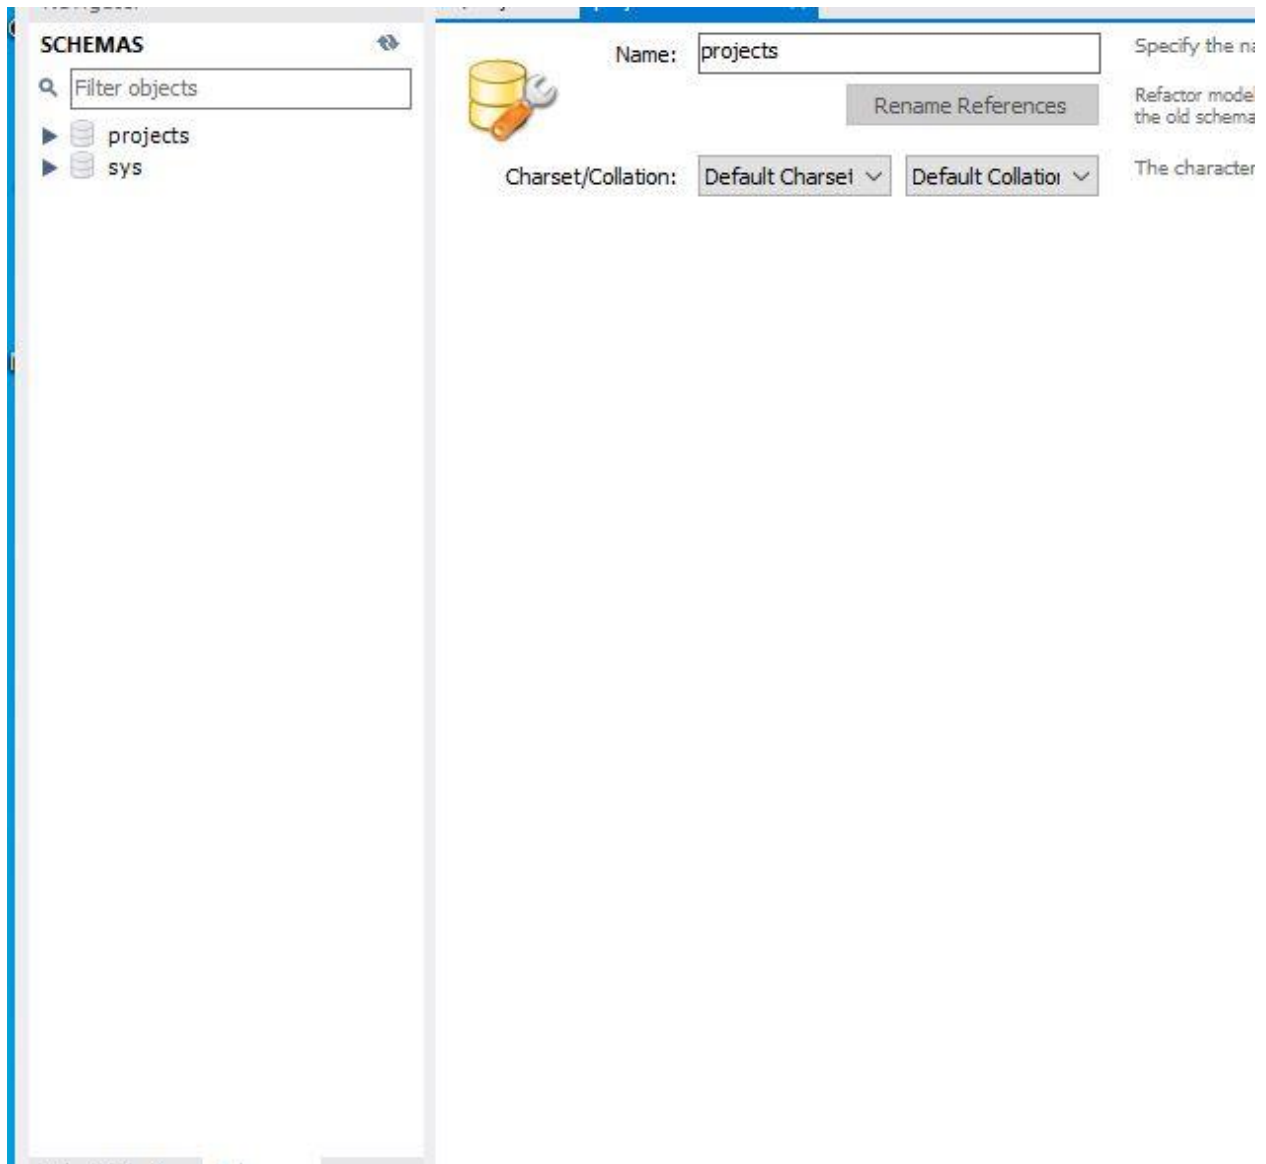 SCHEMAS
Filter objects
projects
sys
Name: projects
Specify the na
Rename References
Refactor model
the old schema
Charset/Collation: Default Charset Default Collation
The character